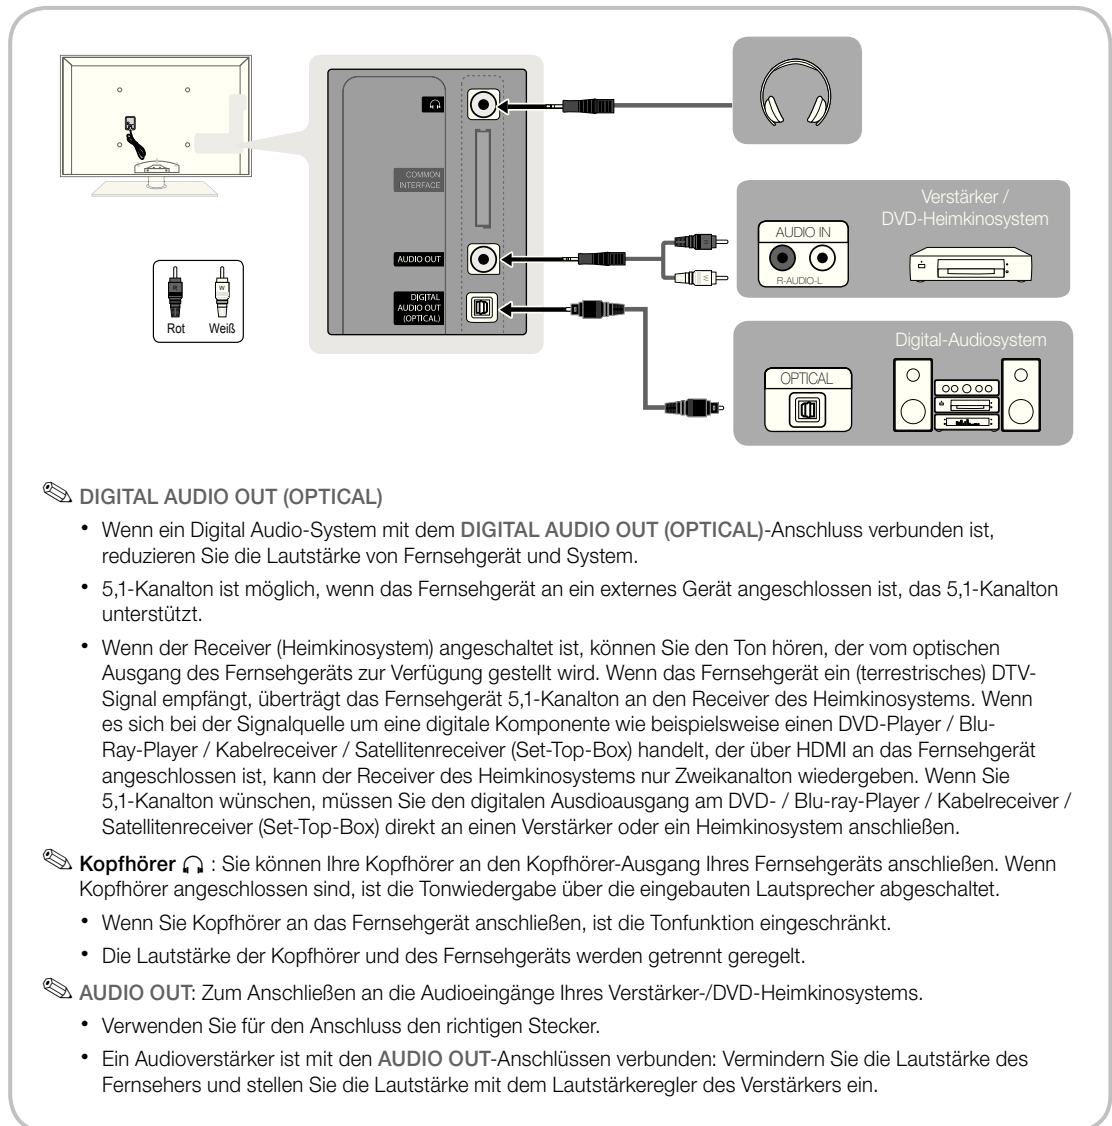 COMMON
INTERFACE
AUDIO OUT
DIGITAL
AUDIO OUT
(OPTICAL)
R
W
Rot
Weiß
R
W
Verstärker /
DVD-Heimkinosystem
AUDIO IN
R-AUDIO-L
Digital-Audiosystem
OPTICAL
DIGITAL AUDIO OUT (OPTICAL)
• Wenn ein Digital Audio-System mit dem DIGITAL AUDIO OUT (OPTICAL)-Anschluss verbunden ist,
reduzieren Sie die Lautstärke von Fernsehgerät und System.
• 5,1-Kanalton ist möglich, wenn das Fernsehgerät an ein externes Gerät angeschlossen ist, das 5,1-Kanalton
unterstützt.
• Wenn der Receiver (Heimkinosystem) angeschaltet ist, können Sie den Ton hören, der vom optischen
Ausgang des Fernsehgeräts zur Verfügung gestellt wird. Wenn das Fernsehgerät ein (terrestrisches) DTV-
Signal empfängt, überträgt das Fernsehgerät 5,1-Kanalton an den Receiver des Heimkinosystems. Wenn
es sich bei der Signalquelle um eine digitale Komponente wie beispielsweise einen DVD-Player / Blu-
Ray-Player / Kabelreceiver / Satellitenreceiver (Set-Top-Box) handelt, der über HDMI an das Fernsehgerät
angeschlossen ist, kann der Receiver des Heimkinosystems nur Zweikanalton wiedergeben. Wenn Sie
5,1-Kanalton wünschen, müssen Sie den digitalen Ausdioausgang am DVD- / Blu-ray-Player / Kabelreceiver /
Satellitenreceiver (Set-Top-Box) direkt an einen Verstärker oder ein Heimkinosystem anschließen.
Kopfhörer : Sie können Ihre Kopfhörer an den Kopfhörer-Ausgang Ihres Fernsehgeräts anschließen. Wenn
Kopfhörer angeschlossen sind, ist die Tonwiedergabe über die eingebauten Lautsprecher abgeschaltet.
• Wenn Sie Kopfhörer an das Fernsehgerät anschließen, ist die Tonfunktion eingeschränkt.
• Die Lautstärke der Kopfhörer und des Fernsehgeräts werden getrennt geregelt.
AUDIO OUT: Zum Anschließen an die Audioeingänge Ihres Verstärker-/DVD-Heimkinosystems.
• Verwenden Sie für den Anschluss den richtigen Stecker.
• Ein Audioverstärker ist mit den AUDIO OUT-Anschlüssen verbunden: Vermindern Sie die Lautstärke des
Fernsehers und stellen Sie die Lautstärke mit dem Lautstärkeregler des Verstärkers ein.